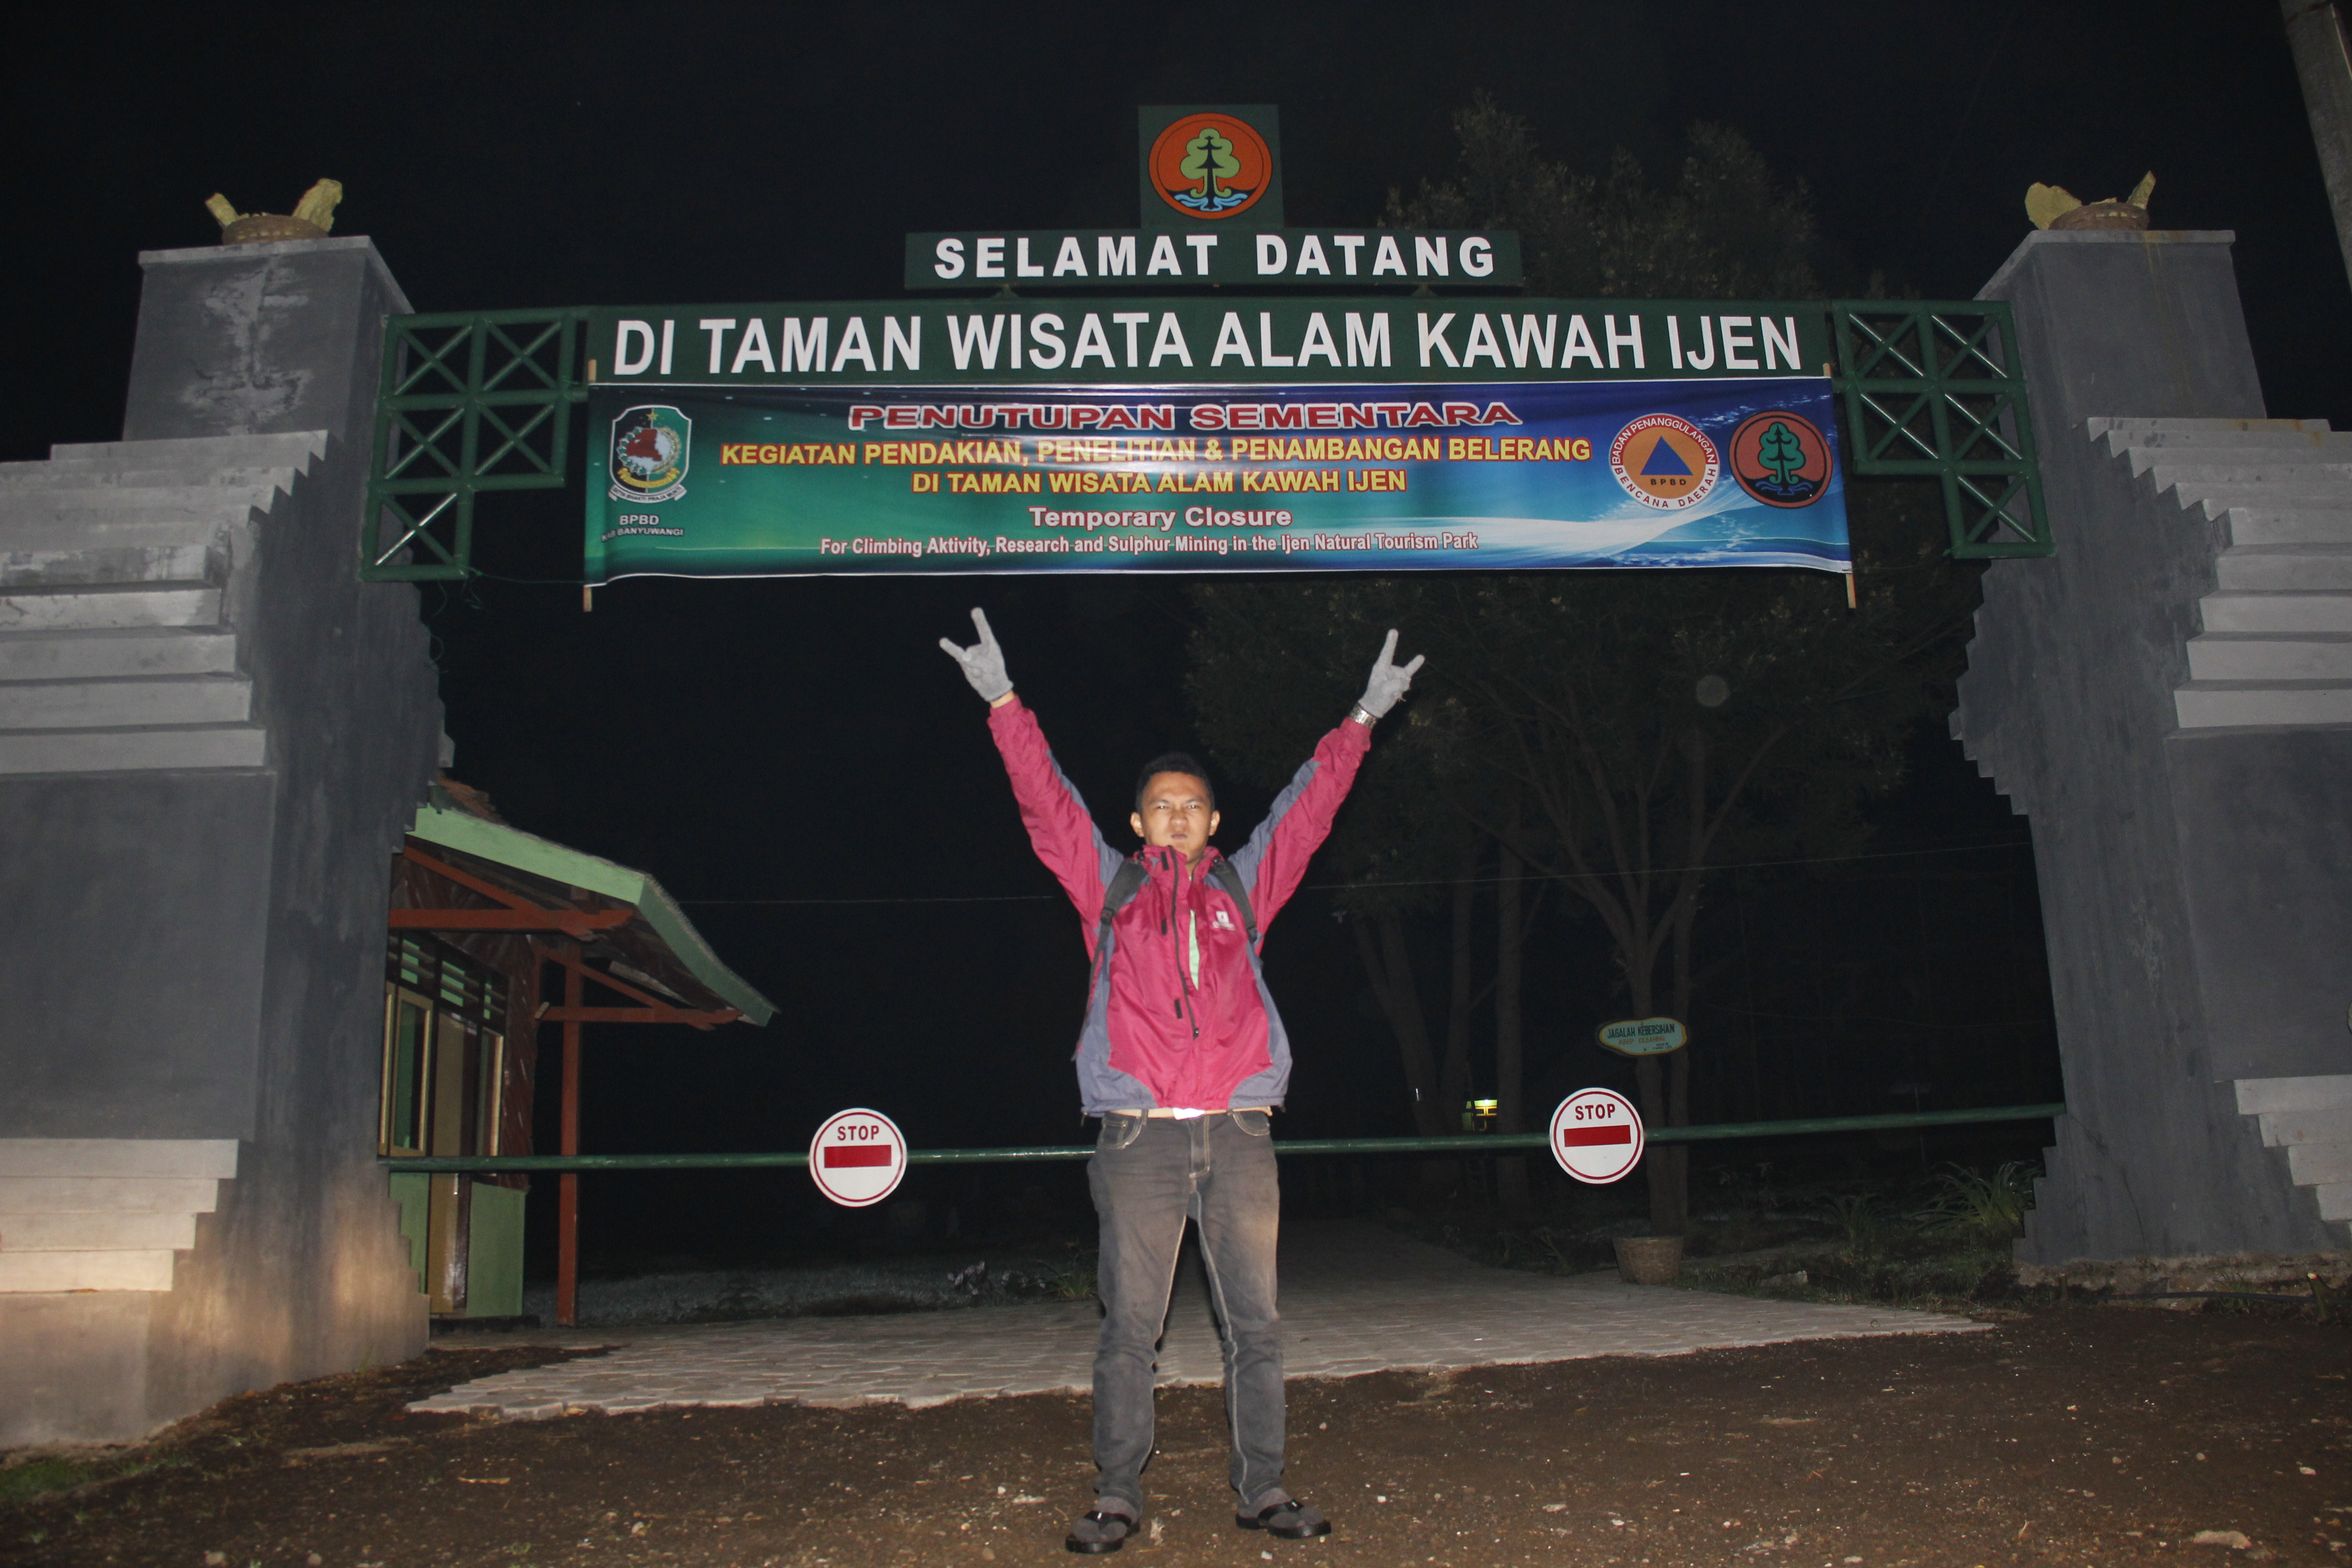 SELAMAT DATANG
DI TAMAN WISATA ALAM KAWAH IJEN
PENUTUPAN SEMENTARA
KEGIATAN PENDAKIAN, PENELITIAN & PENAMBANGAN BELERANG
DI TAMAN WISATA ALAM KAWAH IJEN
Temporary Closure
For Climbing Aktivity, Research and Sulphur Mining in the Ijen Natural Tourism Park
BPBD
KAB BANYUWANGI
BADAN PENANGGULANGAN
BPBD
BENCANA DAERAH
STOP
STOP
JAGALAH KEBERSIHAN